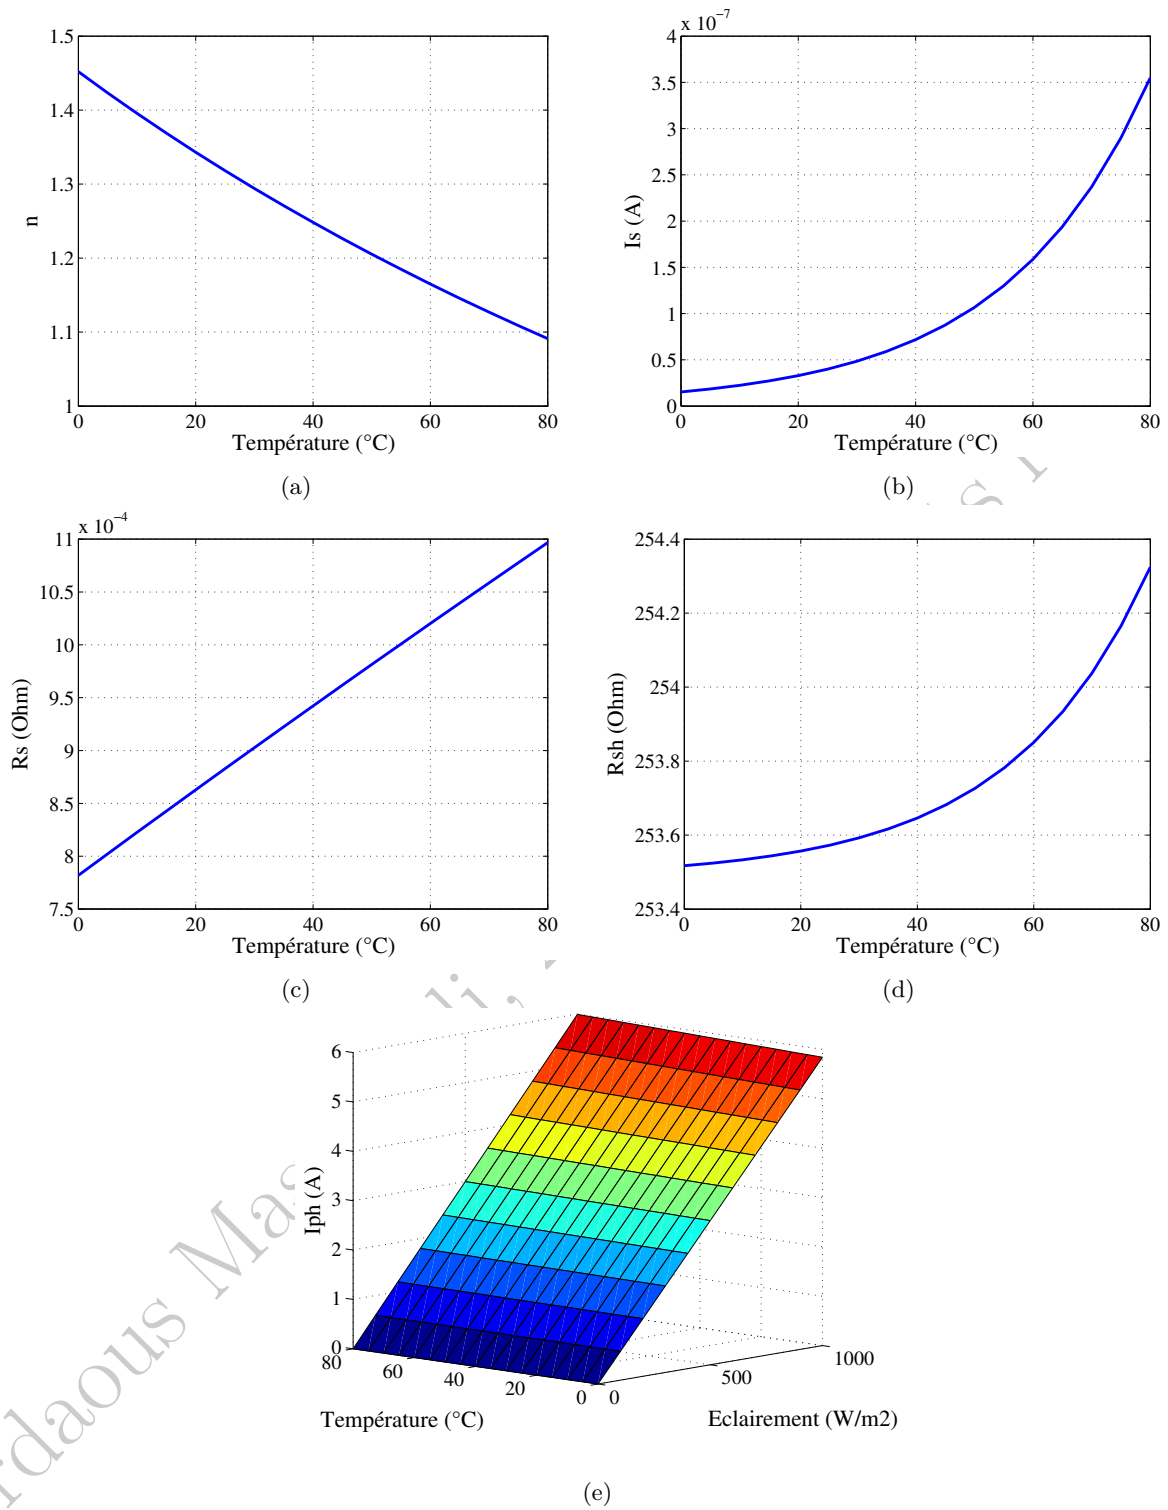 x 10⁻⁷
1.5
1.4
1.3
1.2
1.1
1
n
0 20 40 60 80
Température (°C)
(a)
4
3.5
3
2.5
2
1.5
1
0.5
0
Is (A)
0 20 40 60 80
Température (°C)
(b)
x 10⁻⁴
11
10.5
10
9.5
9
8.5
8
7.5
Rs (Ohm)
0 20 40 60 80
Température (°C)
(c)
254.4
254.2
254
253.8
253.6
253.4
Rsh (Ohm)
0 20 40 60 80
Température (°C)
(d)
6
5
4
3
2
1
0
Iph (A)
80 60 40 20 0
Température (°C)
0 500 1000
Eclairement (W/m2)
(e)